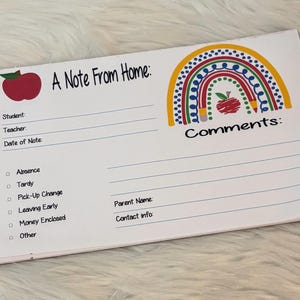 A Note From Home:
Student:
Teacher:
Date of Note:
Comments:
Absence
Tardy
Pick-Up Change
Leaving Early
Money Enclosed
Other
Parent Name:
Contact info: